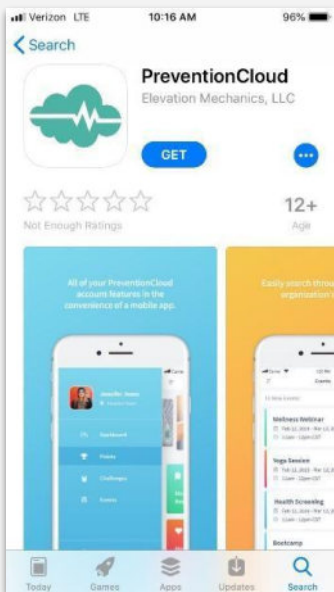 Verizon LTE 10:16 AM 96%
Search
PreventionCloud
Elevation Mechanics, LLC
GET
Not Enough Ratings
12+
Age
All of your PreventionCloud
account features in the
convenience of a mobile app.
Jennifer Jones
Dashboard
Points
Challenges
Events
Easily search throu
organization
Events
Wellness Webinar
Yoga Session
Health Screening
Bootcamp
Today
Games
Apps
Updates
Search